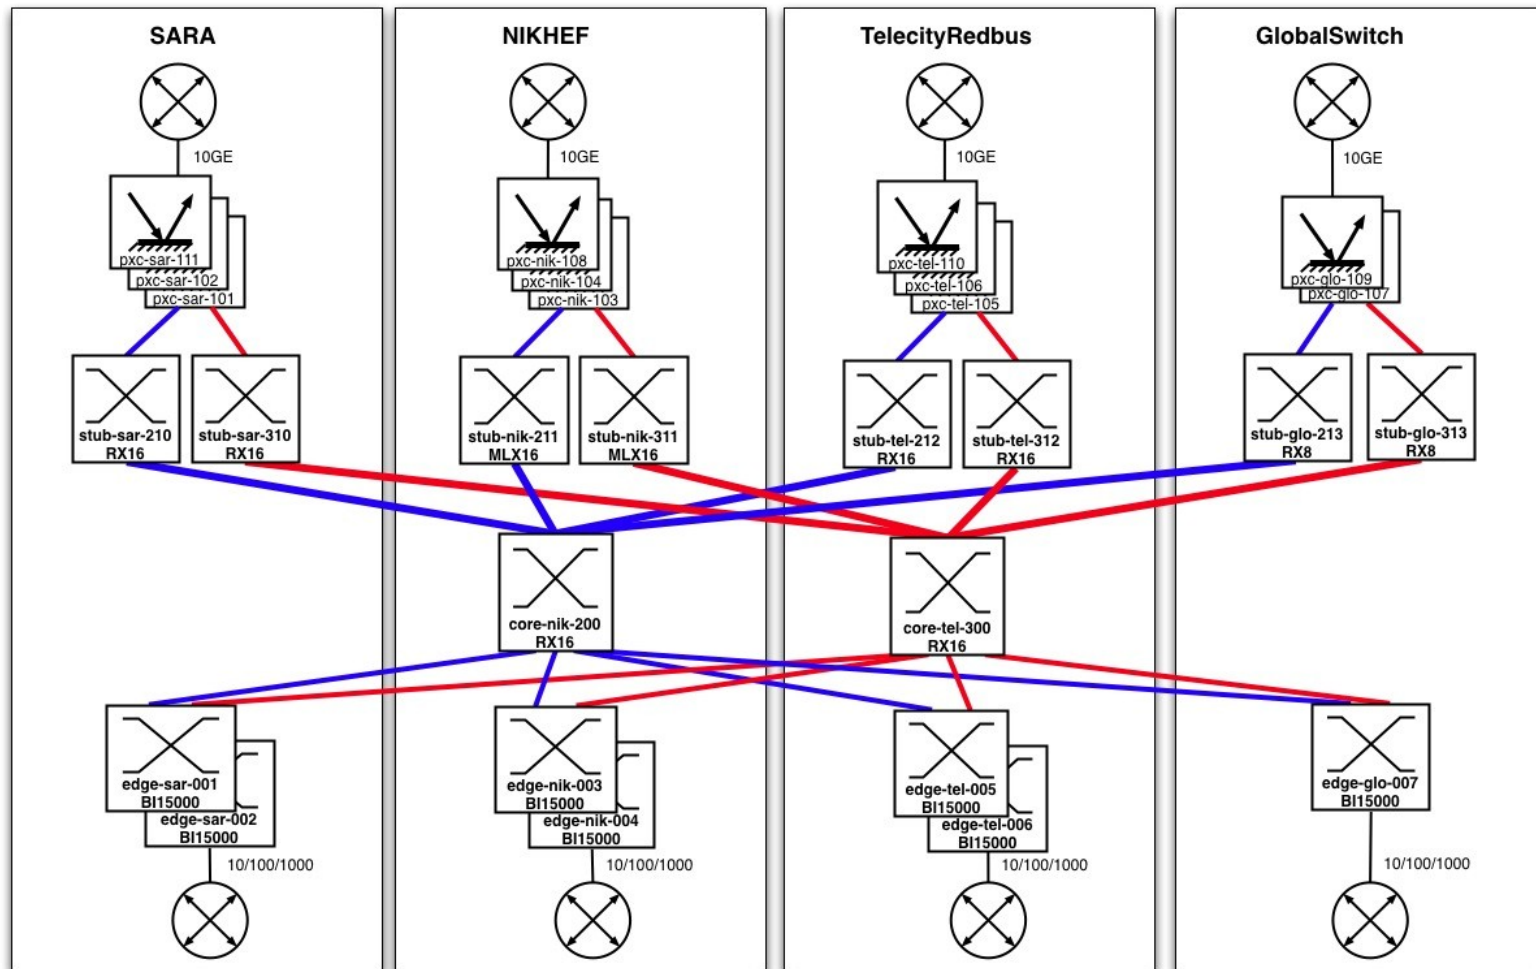 SARA
NIKHEF
TelecityRedbus
GlobalSwitch
10GE
10GE
10GE
10GE
pxc-sar-111
pxc-sar-102
pxc-sar-101
pxc-nik-108
pxc-nik-104
pxc-nik-103
pxc-tel-110
pxc-tel-106
pxc-tel-105
pxc-glo-109
pxc-glo-107
stub-sar-210
RX16
stub-sar-310
RX16
stub-nik-211
MLX16
stub-nik-311
MLX16
stub-tel-212
RX16
stub-tel-312
RX16
stub-glo-213
RX8
stub-glo-313
RX8
core-nik-200
RX16
core-tel-300
RX16
edge-sar-001
BI15000
edge-sar-002
BI15000
edge-nik-003
BI15000
edge-nik-004
BI15000
edge-tel-005
BI15000
edge-tel-006
BI15000
edge-glo-007
BI15000
10/100/1000
10/100/1000
10/100/1000
10/100/1000